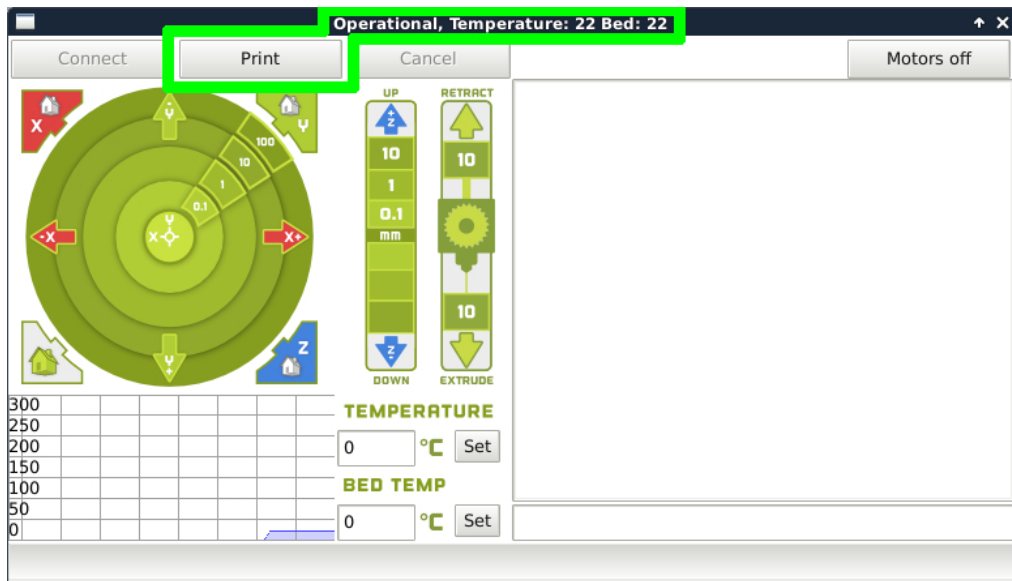 Operational, Temperature: 22 Bed: 22
Connect
Print
Cancel
Motors off
X
-Y
Y
100
10
1
0.1
-X
Y
X
X+
Y+
Z
UP
+Z
10
1
0.1
mm
Z-
DOWN
RETRACT
10
10
EXTRUDE
300
250
200
150
100
50
0
TEMPERATURE
0 °C Set
BED TEMP
0 °C Set